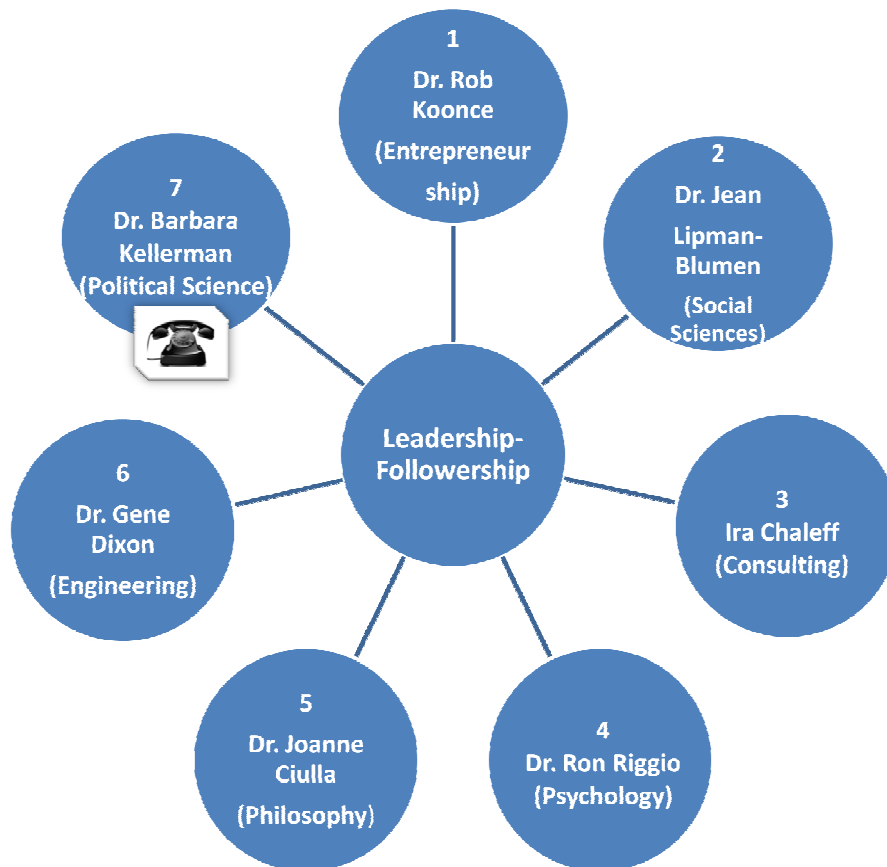 1
Dr. Rob
Koonce
(Entrepreneur
ship)
2
Dr. Jean
Lipman-
Blumen
(Social
Sciences)
3
Ira Chaleff
(Consulting)
4
Dr. Ron Riggio
(Psychology)
5
Dr. Joanne
Ciulla
(Philosophy)
6
Dr. Gene
Dixon
(Engineering)
7
Dr. Barbara
Kellerman
(Political Science)
Leadership-
Followership